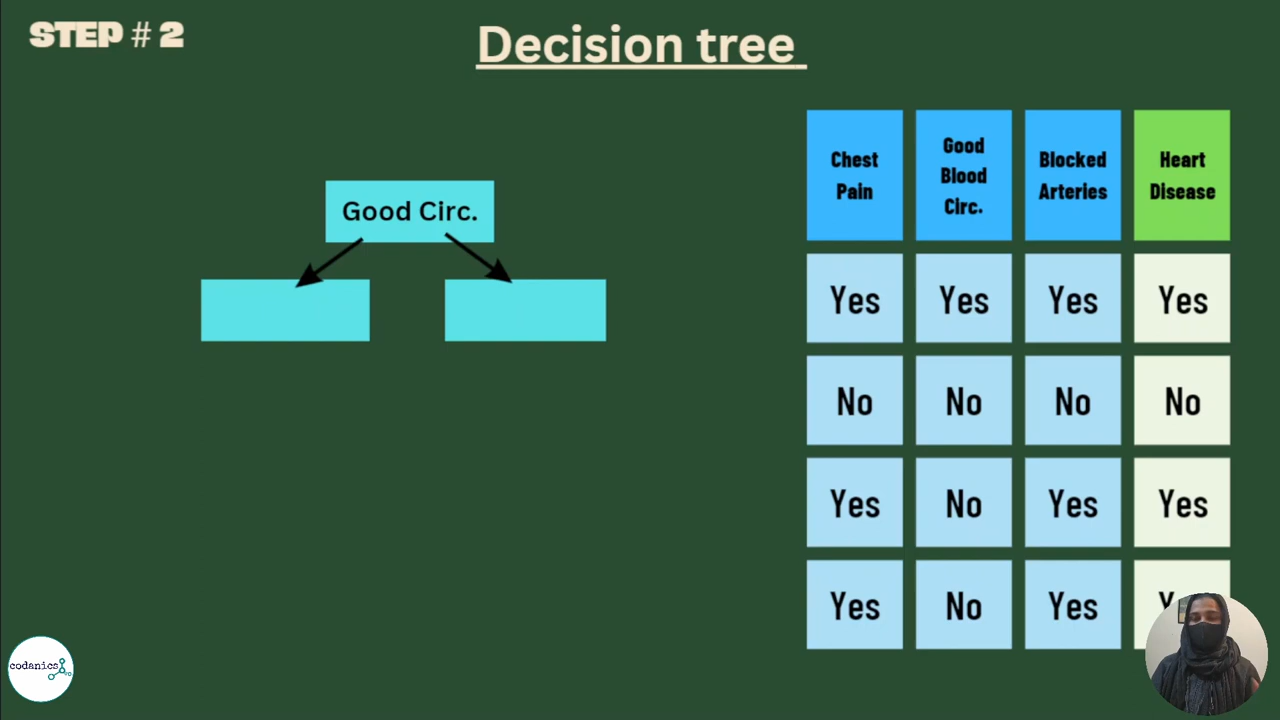 STEP # 2
Decision tree
Good Circ.
Chest
Pain
Good
Blood
Circ.
Blocked
Arteries
Heart
Disease
Yes Yes Yes Yes
No No No No
Yes No Yes Yes
Yes No Yes
codanics